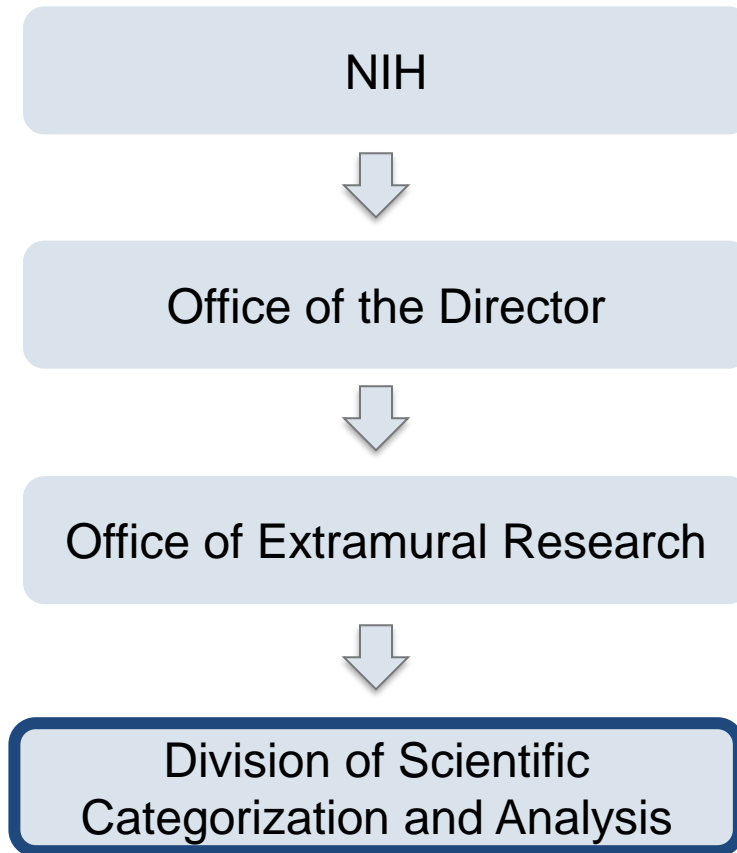 NIH
Office of the Director
Office of Extramural Research
Division of Scientific
Categorization and Analysis